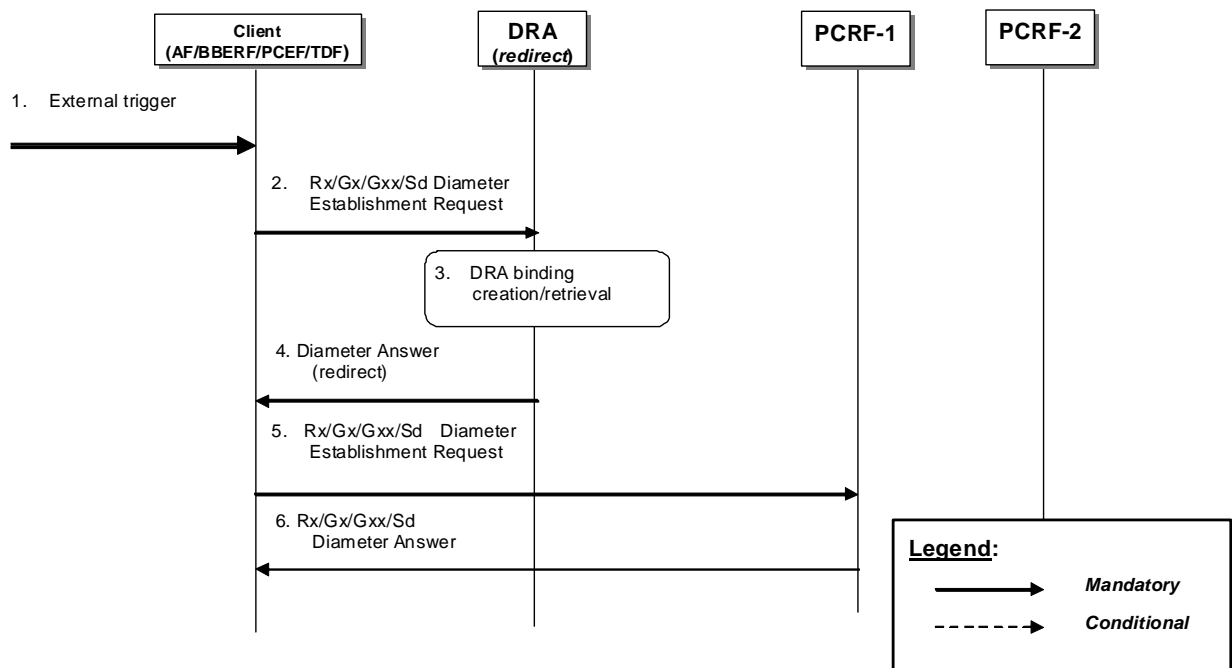 Client
(AF/BBERF/PCEF/TDF)
DRA
(redirect)
PCRF-1
PCRF-2
1. External trigger
2. Rx/Gx/Gxx/Sd Diameter
Establishment Request
3. DRA binding
creation/retrieval
4. Diameter Answer
(redirect)
5. Rx/Gx/Gxx/Sd Diameter
Establishment Request
6. Rx/Gx/Gxx/Sd
Diameter Answer
Legend:
Mandatory
Conditional